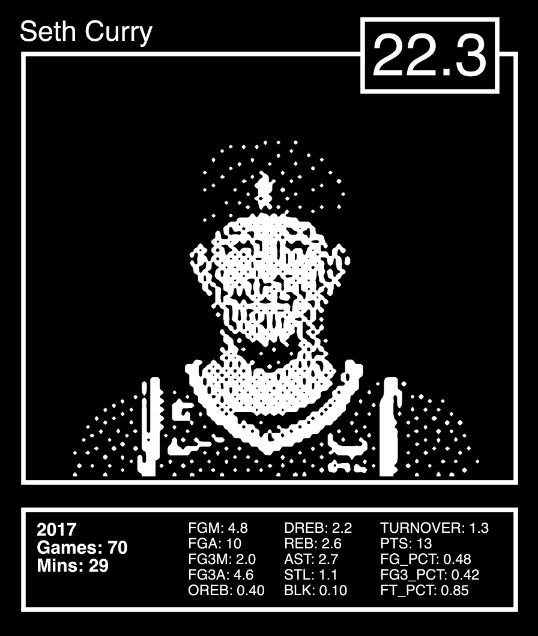 Seth Curry
22.3
2017
Games: 70
Mins: 29
FGM: 4.8
FGA: 10
FG3M: 2.0
FG3A: 4.6
OREB: 0.40
DREB: 2.2
REB: 2.6
AST: 2.7
STL: 1.1
BLK: 0.10
TURNOVER: 1.3
PTS: 13
FG_PCT: 0.48
FG3_PCT: 0.42
FT_PCT: 0.85